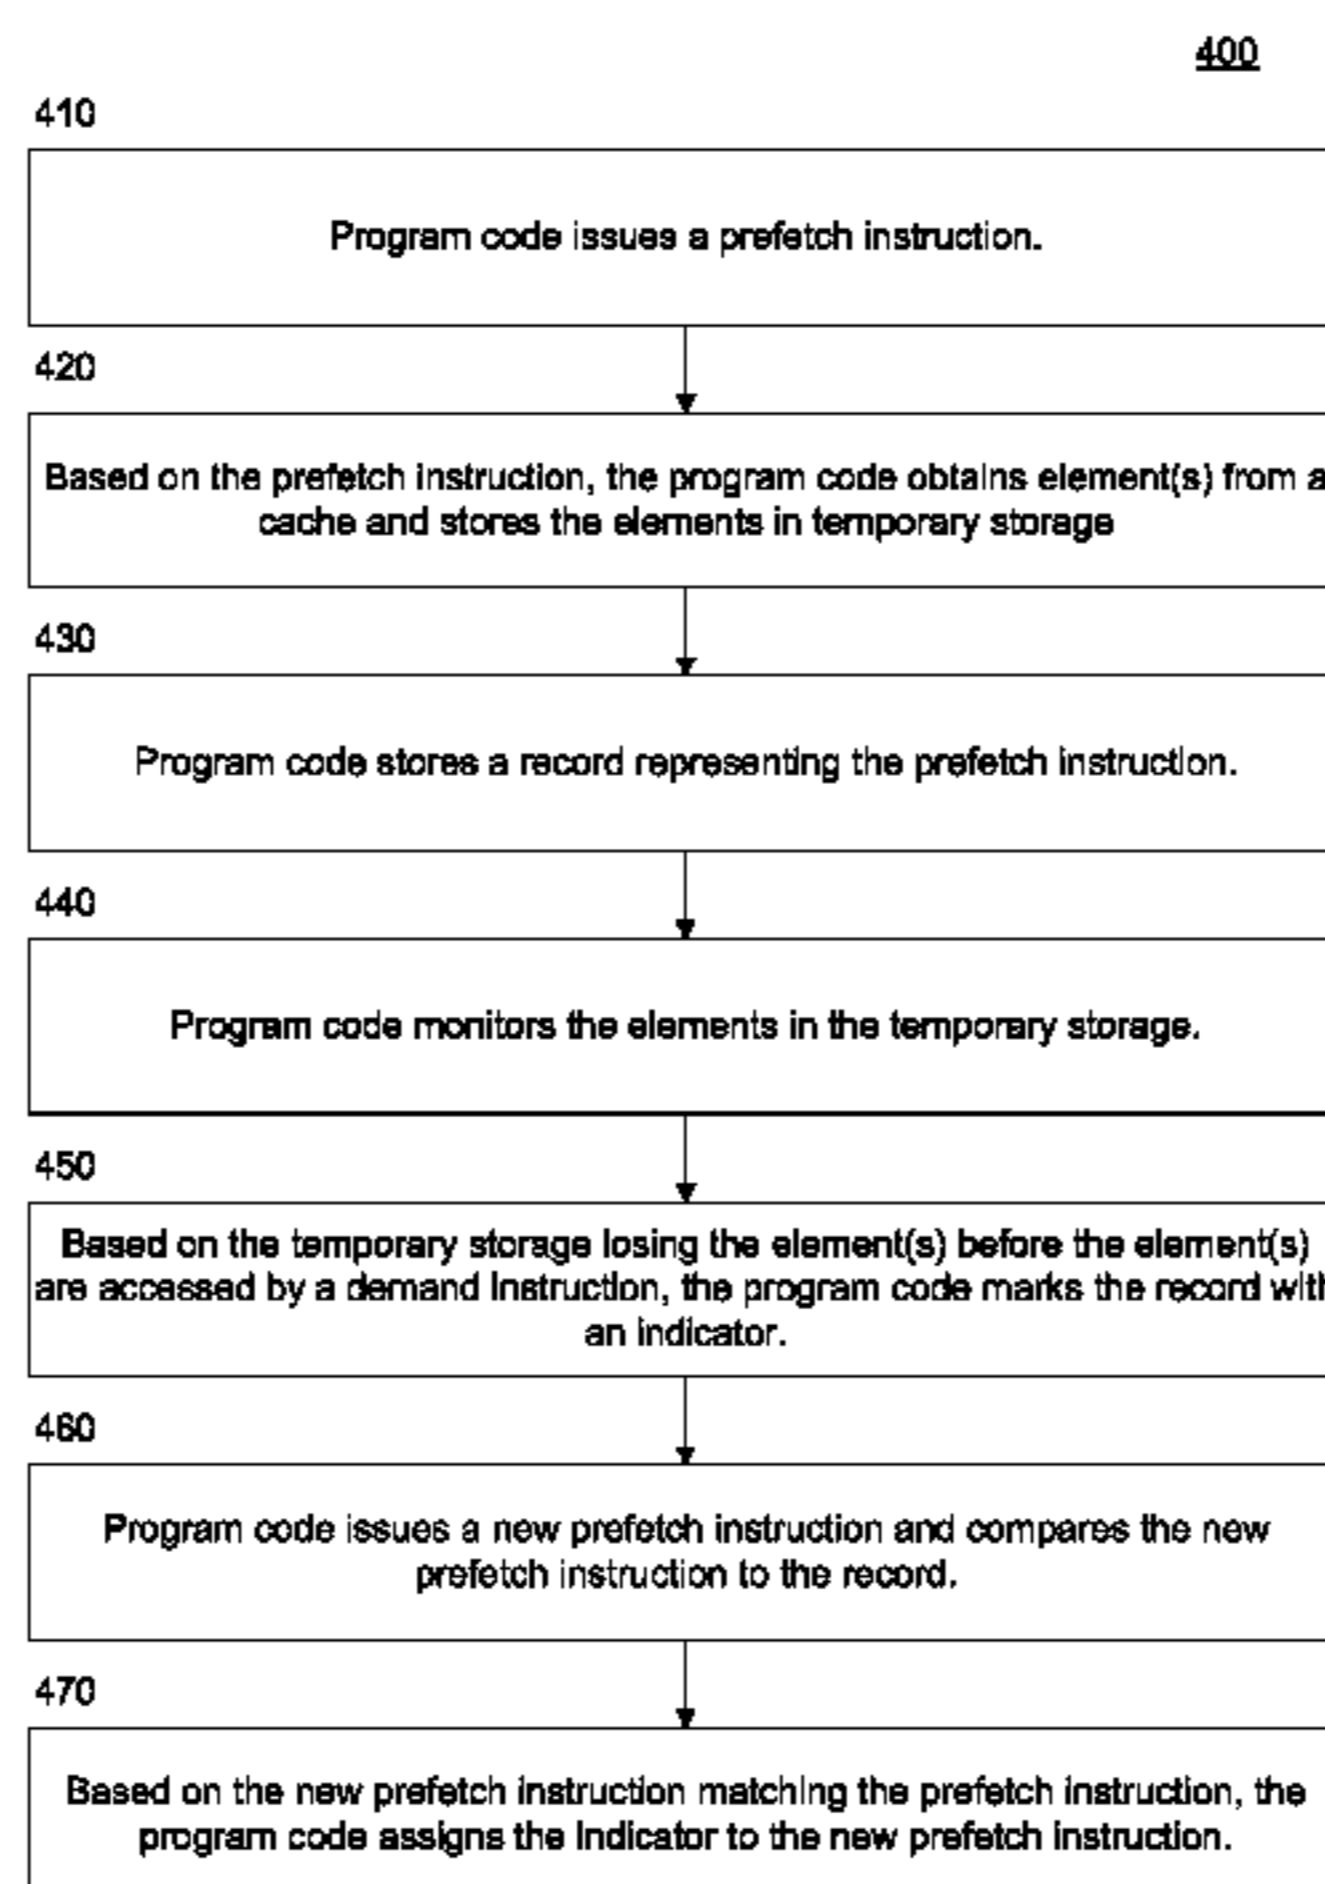 400
410
Program code issues a prefetch instruction.
420
Based on the prefetch instruction, the program code obtains element(s) from a
cache and stores the elements in temporary storage
430
Program code stores a record representing the prefetch instruction.
440
Program code monitors the elements in the temporary storage.
450
Based on the temporary storage losing the element(s) before the element(s)
are accessed by a demand instruction, the program code marks the record with
an indicator.
460
Program code issues a new prefetch instruction and compares the new
prefetch instruction to the record.
470
Based on the new prefetch instruction matching the prefetch instruction, the
program code assigns the indicator to the new prefetch instruction.